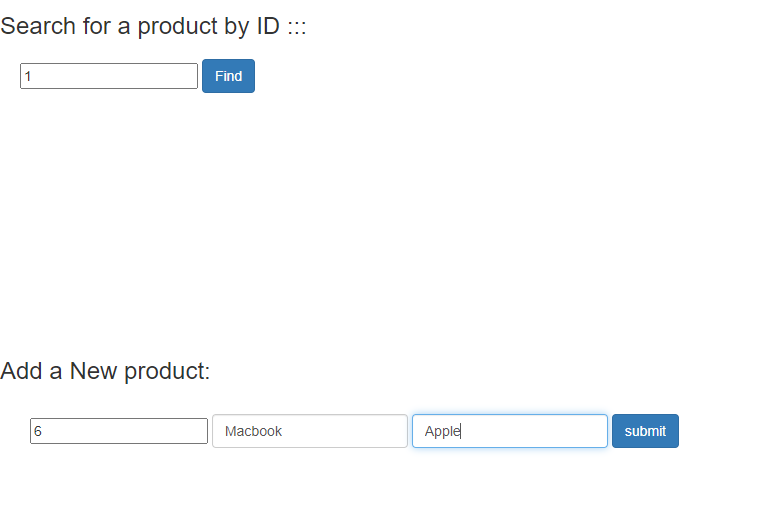 Search for a product by ID :::
1 Find
Add a New product:
6 Macbook Apple submit